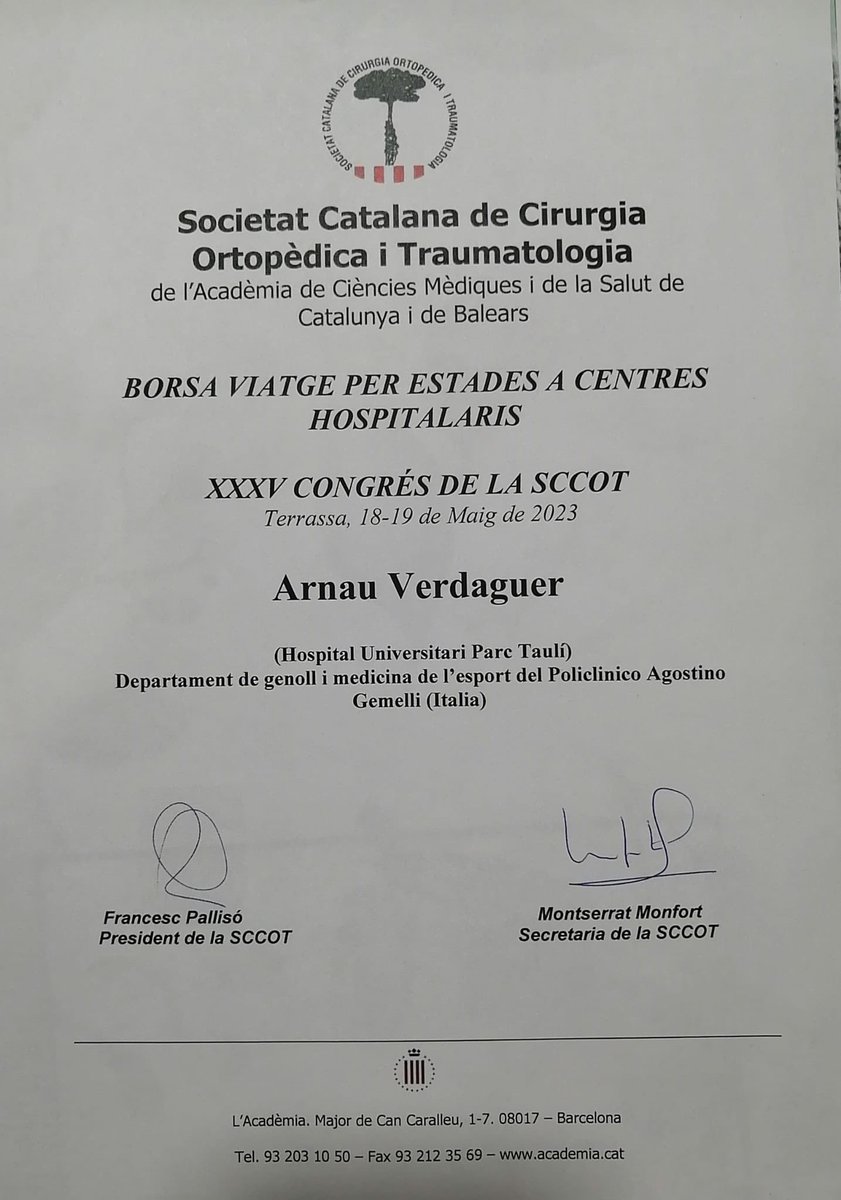 SOCIETAT CATALANA DE CIRURGIA ORTOPEDICA I TRAUMATOLOGIA
Societat Catalana de Cirurgia
Ortopèdica i Traumatologia
de l'Acadèmia de Ciències Mèdiques i de la Salut de
Catalunya i de Balears
BORSA VIATGE PER ESTADES A CENTRES
HOSPITALARIS
XXXV CONGRÉS DE LA SCCOT
Terrassa, 18-19 de Maig de 2023
Arnau Verdaguer
(Hospital Universitari Parc Taulí)
Departament de genoll i medicina de l'esport del Policlinico Agostino
Gemelli (Italia)
Francesc Pallisó
President de la SCCOT
Montserrat Monfort
Secretaria de la SCCOT
L'Acadèmia. Major de Can Caralleu, 1-7. 08017 – Barcelona
Tel. 93 203 10 50 – Fax 93 212 35 69 – www.academia.cat